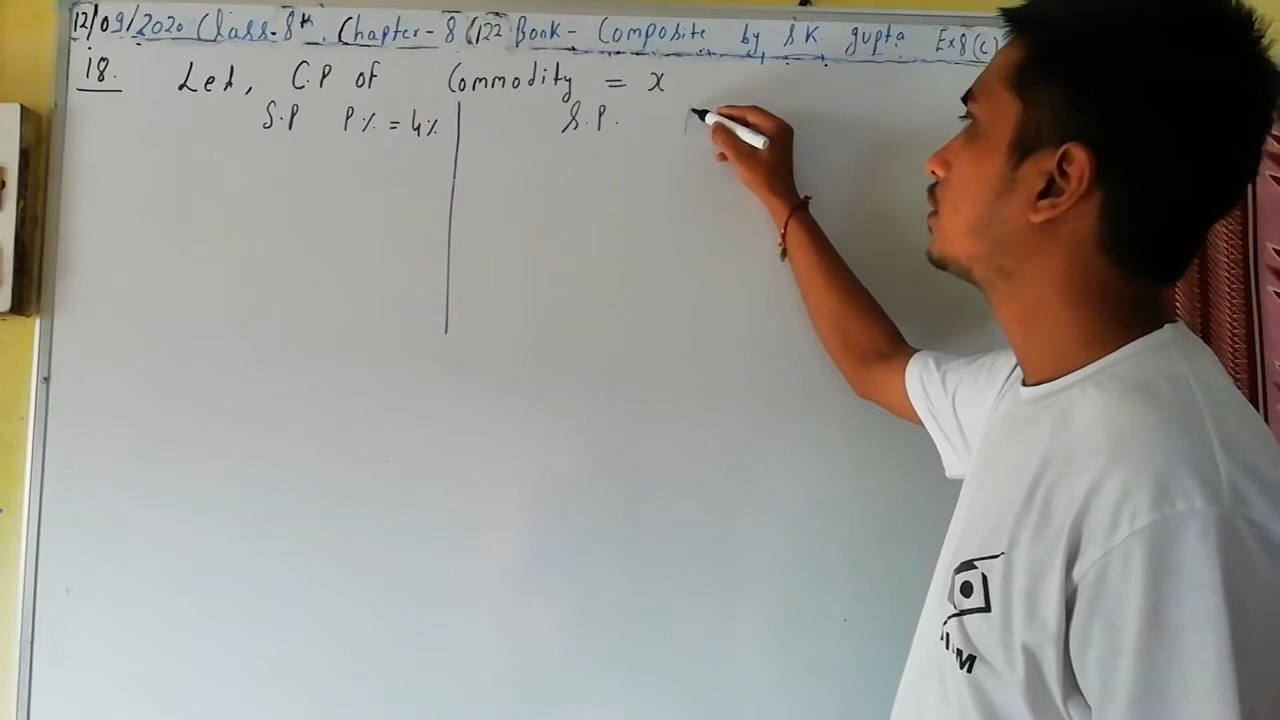 12/09/2020 Class-8th. Chapter-8 (122 Book- Composite by S K. gupta Ex8(c)
18. Let, C.P of Commodity = x
S.P P% = 4% S.P.